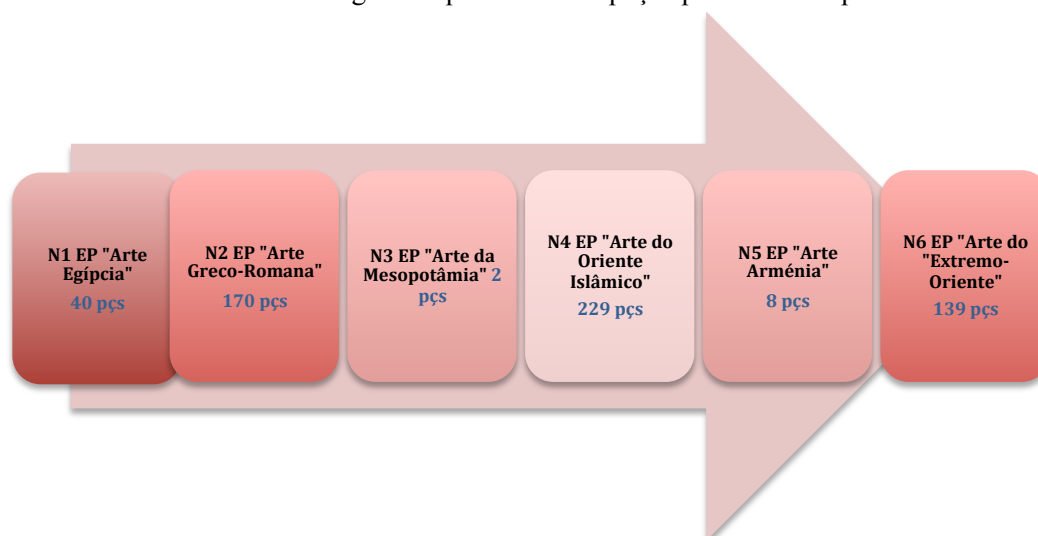 N1 EP "Arte
Egípcia"
40 pçs
N2 EP "Arte
Greco-Romana"
170 pçs
N3 EP "Arte da
Mesopotâmia" 2
pçs
N4 EP "Arte do
Oriente
Islâmico"
229 pçs
N5 EP "Arte
Arménia"
8 pçs
N6 EP "Arte do
"Extremo-
Oriente"
139 pçs